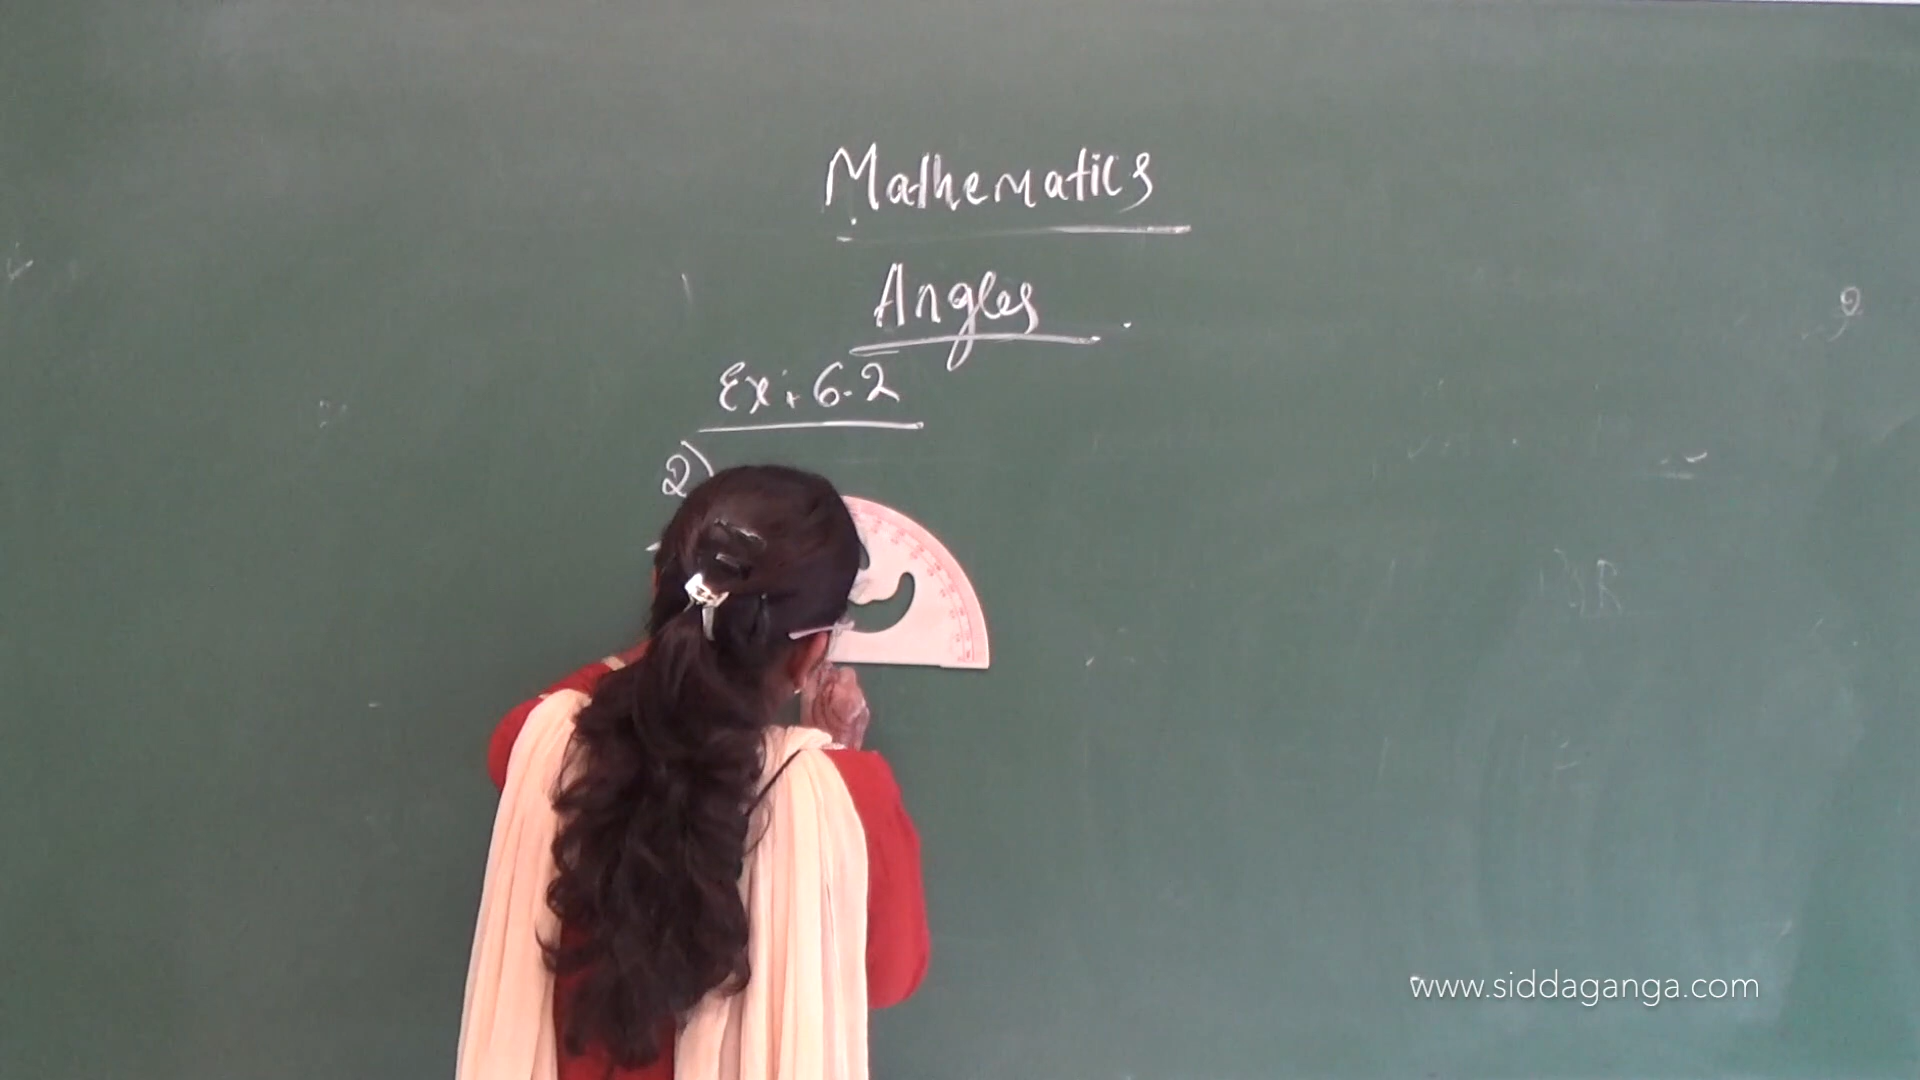 Mathematics
Angles
Ex: 6.2
2)
www.siddaganga.com